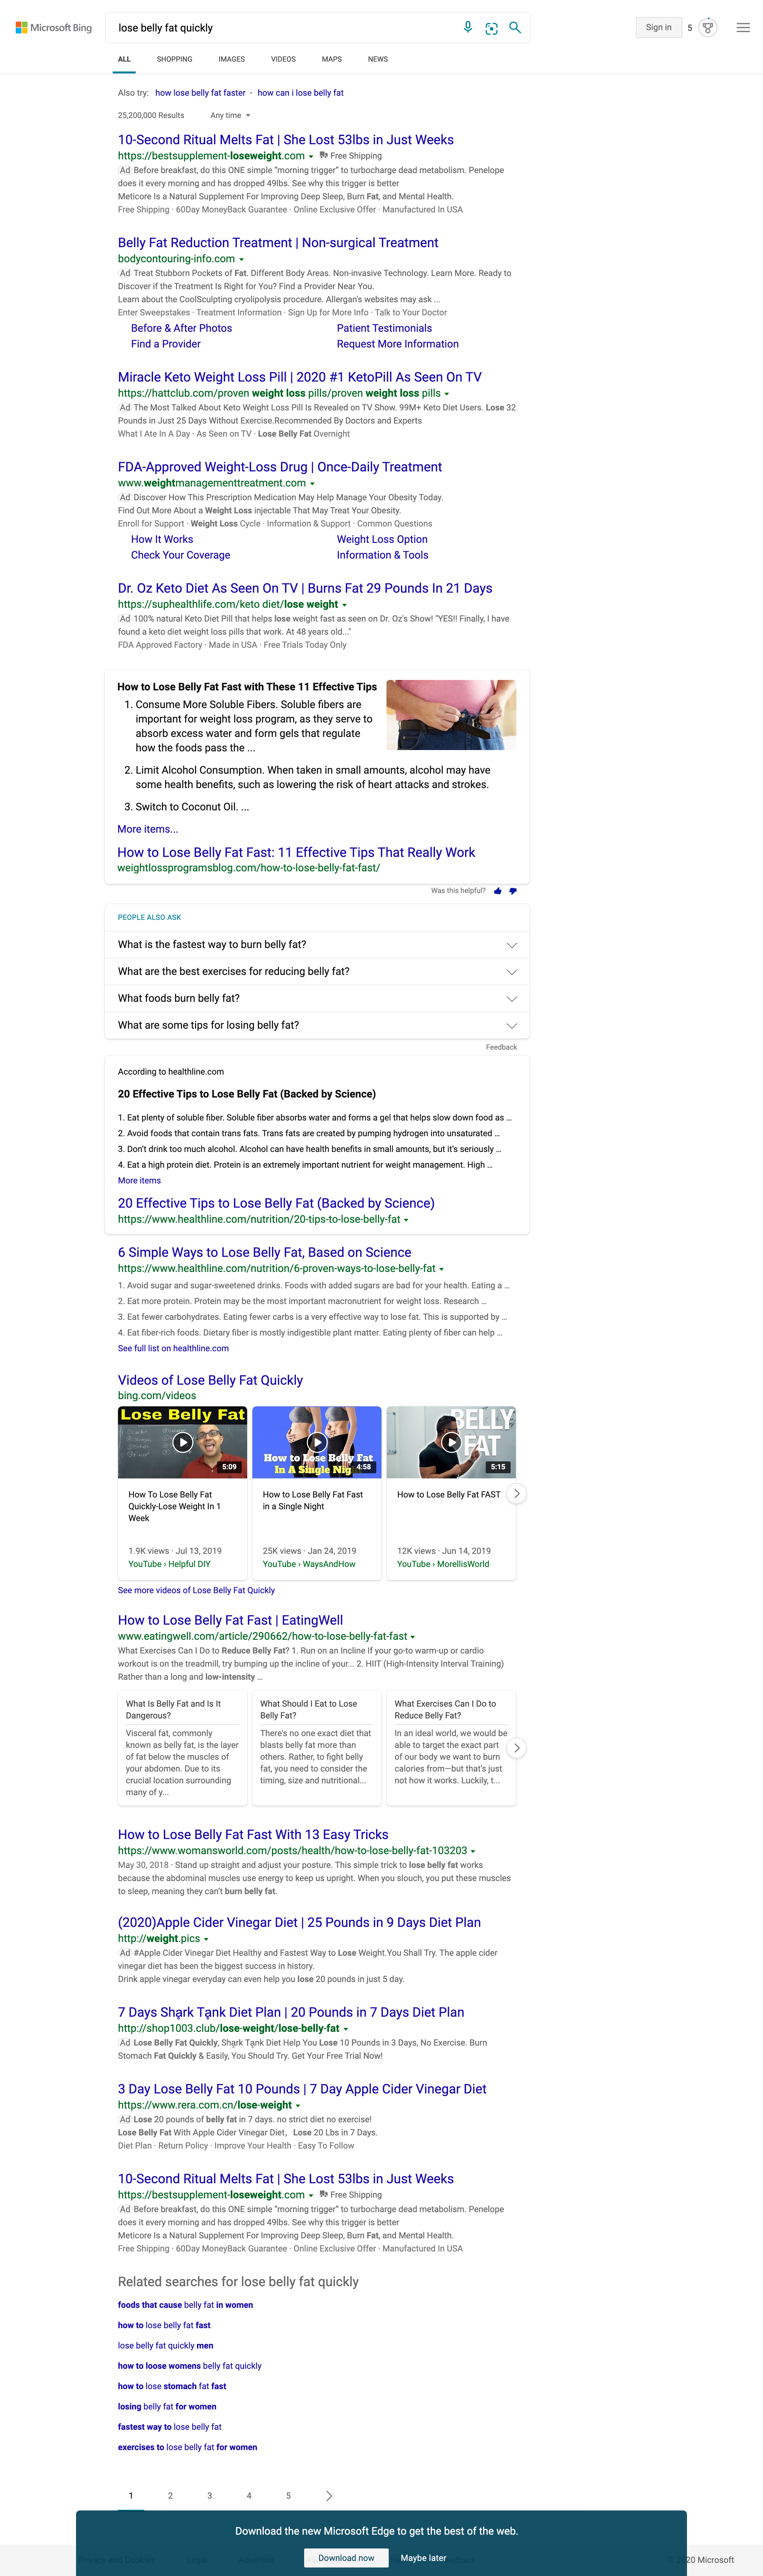 Microsoft Bing
lose belly fat quickly
Sign in
5
ALL SHOPPING IMAGES VIDEOS MAPS NEWS
Also try: how lose belly fat faster · how can i lose belly fat
25,200,000 Results Any time
10-Second Ritual Melts Fat | She Lost 53lbs in Just Weeks
https://bestsupplement-loseweight.com Free Shipping
Ad Before breakfast, do this ONE simple “morning trigger” to turbocharge dead metabolism. Penelope
does it every morning and has dropped 49lbs. See why this trigger is better
Meticore Is a Natural Supplement For Improving Deep Sleep, Burn Fat, and Mental Health.
Free Shipping · 60Day MoneyBack Guarantee · Online Exclusive Offer · Manufactured In USA
Belly Fat Reduction Treatment | Non-surgical Treatment
bodycontouring-info.com
Ad Treat Stubborn Pockets of Fat. Different Body Areas. Non-invasive Technology. Learn More. Ready to
Discover if the Treatment Is Right for You? Find a Provider Near You.
Learn about the CoolSculpting cryolipolysis procedure. Allergan's websites may ask ...
Enter Sweepstakes · Treatment Information · Sign Up for More Info · Talk to Your Doctor
Before & After Photos Patient Testimonials
Find a Provider Request More Information
Miracle Keto Weight Loss Pill | 2020 #1 KetoPill As Seen On TV
https://hattclub.com/proven weight loss pills/proven weight loss pills
Ad The Most Talked About Keto Weight Loss Pill Is Revealed on TV Show. 99M+ Keto Diet Users. Lose 32
Pounds in Just 25 Days Without Exercise.Recommended By Doctors and Experts
What I Ate In A Day · As Seen on TV · Lose Belly Fat Overnight
FDA-Approved Weight-Loss Drug | Once-Daily Treatment
www.weightmanagementtreatment.com
Ad Discover How This Prescription Medication May Help Manage Your Obesity Today.
Find Out More About a Weight Loss injectable That May Treat Your Obesity.
Enroll for Support · Weight Loss Cycle · Information & Support · Common Questions
How It Works Weight Loss Option
Check Your Coverage Information & Tools
Dr. Oz Keto Diet As Seen On TV | Burns Fat 29 Pounds In 21 Days
https://suphealthlife.com/keto diet/lose weight
Ad 100% natural Keto Diet Pill that helps lose weight fast as seen on Dr. Oz's Show! "YES!! Finally, I have
found a keto diet weight loss pills that work. At 48 years old..."
FDA Approved Factory · Made in USA · Free Trials Today Only
How to Lose Belly Fat Fast with These 11 Effective Tips
1. Consume More Soluble Fibers. Soluble fibers are
important for weight loss program, as they serve to
absorb excess water and form gels that regulate
how the foods pass the ...
2. Limit Alcohol Consumption. When taken in small amounts, alcohol may have
some health benefits, such as lowering the risk of heart attacks and strokes.
3. Switch to Coconut Oil. ...
More items...
How to Lose Belly Fat Fast: 11 Effective Tips That Really Work
weightlossprogramsblog.com/how-to-lose-belly-fat-fast/
Was this helpful?
PEOPLE ALSO ASK
What is the fastest way to burn belly fat?
What are the best exercises for reducing belly fat?
What foods burn belly fat?
What are some tips for losing belly fat?
Feedback
According to healthline.com
20 Effective Tips to Lose Belly Fat (Backed by Science)
1. Eat plenty of soluble fiber. Soluble fiber absorbs water and forms a gel that helps slow down food as ...
2. Avoid foods that contain trans fats. Trans fats are created by pumping hydrogen into unsaturated ...
3. Don’t drink too much alcohol. Alcohol can have health benefits in small amounts, but it’s seriously ...
4. Eat a high protein diet. Protein is an extremely important nutrient for weight management. High ...
More items
20 Effective Tips to Lose Belly Fat (Backed by Science)
https://www.healthline.com/nutrition/20-tips-to-lose-belly-fat
6 Simple Ways to Lose Belly Fat, Based on Science
https://www.healthline.com/nutrition/6-proven-ways-to-lose-belly-fat
1. Avoid sugar and sugar-sweetened drinks. Foods with added sugars are bad for your health. Eating a ...
2. Eat more protein. Protein may be the most important macronutrient for weight loss. Research ...
3. Eat fewer carbohydrates. Eating fewer carbs is a very effective way to lose fat. This is supported by ...
4. Eat fiber-rich foods. Dietary fiber is mostly indigestible plant matter. Eating plenty of fiber can help ...
See full list on healthline.com
Videos of Lose Belly Fat Quickly
bing.com/videos
Lose Belly Fat
5:09
How to Lose Belly Fat
In A Single Nig
4:58
BELLY
FAT
5:15
How To Lose Belly Fat
Quickly-Lose Weight In 1
Week
1.9K views · Jul 13, 2019
YouTube › Helpful DIY
How to Lose Belly Fat Fast
in a Single Night
25K views · Jan 24, 2019
YouTube › WaysAndHow
How to Lose Belly Fat FAST
12K views · Jun 14, 2019
YouTube › MorellisWorld
See more videos of Lose Belly Fat Quickly
How to Lose Belly Fat Fast | EatingWell
www.eatingwell.com/article/290662/how-to-lose-belly-fat-fast
What Exercises Can I Do to Reduce Belly Fat? 1. Run on an Incline If your go-to warm-up or cardio
workout is on the treadmill, try bumping up the incline of your... 2. HIIT (High-Intensity Interval Training)
Rather than a long and low-intensity ...
What Is Belly Fat and Is It
Dangerous?
Visceral fat, commonly
known as belly fat, is the layer
of fat below the muscles of
your abdomen. Due to its
crucial location surrounding
many of y...
What Should I Eat to Lose
Belly Fat?
There's no one exact diet that
blasts belly fat more than
others. Rather, to fight belly
fat, you need to consider the
timing, size and nutritional...
What Exercises Can I Do to
Reduce Belly Fat?
In an ideal world, we would be
able to target the exact part
of our body we want to burn
calories from—but that's just
not how it works. Luckily, t...
How to Lose Belly Fat Fast With 13 Easy Tricks
https://www.womansworld.com/posts/health/how-to-lose-belly-fat-103203
May 30, 2018 · Stand up straight and adjust your posture. This simple trick to lose belly fat works
because the abdominal muscles use energy to keep us upright. When you slouch, you put these muscles
to sleep, meaning they can’t burn belly fat.
(2020)Apple Cider Vinegar Diet | 25 Pounds in 9 Days Diet Plan
http://weight.pics
Ad #Apple Cider Vinegar Diet Healthy and Fastest Way to Lose Weight.You Shall Try. The apple cider
vinegar diet has been the biggest success in history.
Drink apple vinegar everyday can even help you lose 20 pounds in just 5 day.
7 Days Shạrk Tạnk Diet Plan | 20 Pounds in 7 Days Diet Plan
http://shop1003.club/lose-weight/lose-belly-fat
Ad Lose Belly Fat Quickly, Shạrk Tạnk Diet Help You Lose 10 Pounds in 3 Days, No Exercise. Burn
Stomach Fat Quickly & Easily, You Should Try. Get Your Free Trial Now!
3 Day Lose Belly Fat 10 Pounds | 7 Day Apple Cider Vinegar Diet
https://www.rera.com.cn/lose-weight
Ad Lose 20 pounds of belly fat in 7 days. no strict diet no exercise!
Lose Belly Fat With Apple Cider Vinegar Diet，Lose 20 Lbs in 7 Days.
Diet Plan · Return Policy · Improve Your Health · Easy To Follow
10-Second Ritual Melts Fat | She Lost 53lbs in Just Weeks
https://bestsupplement-loseweight.com Free Shipping
Ad Before breakfast, do this ONE simple “morning trigger” to turbocharge dead metabolism. Penelope
does it every morning and has dropped 49lbs. See why this trigger is better
Meticore Is a Natural Supplement For Improving Deep Sleep, Burn Fat, and Mental Health.
Free Shipping · 60Day MoneyBack Guarantee · Online Exclusive Offer · Manufactured In USA
Related searches for lose belly fat quickly
foods that cause belly fat in women
how to lose belly fat fast
lose belly fat quickly men
how to loose womens belly fat quickly
how to lose stomach fat fast
losing belly fat for women
fastest way to lose belly fat
exercises to lose belly fat for women
1 2 3 4 5
Download the new Microsoft Edge to get the best of the web.
Download now Maybe later
20 Microsoft